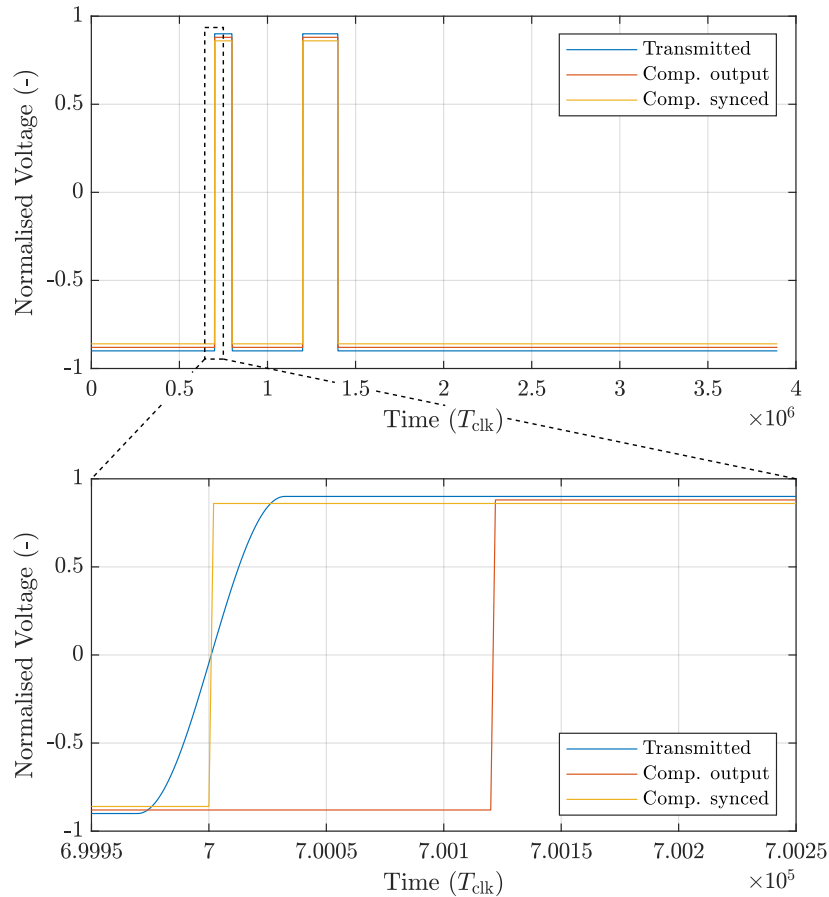 1
0.5
0
-0.5
-1
Normalised Voltage (-)
Transmitted
Comp. output
Comp. synced
0 0.5 1 1.5 2 2.5 3 3.5 4
Time (T_clk)
×10^6
1
0.5
0
-0.5
-1
Normalised Voltage (-)
Transmitted
Comp. output
Comp. synced
6.9995 7 7.0005 7.001 7.0015 7.002 7.0025
Time (T_clk)
×10^5